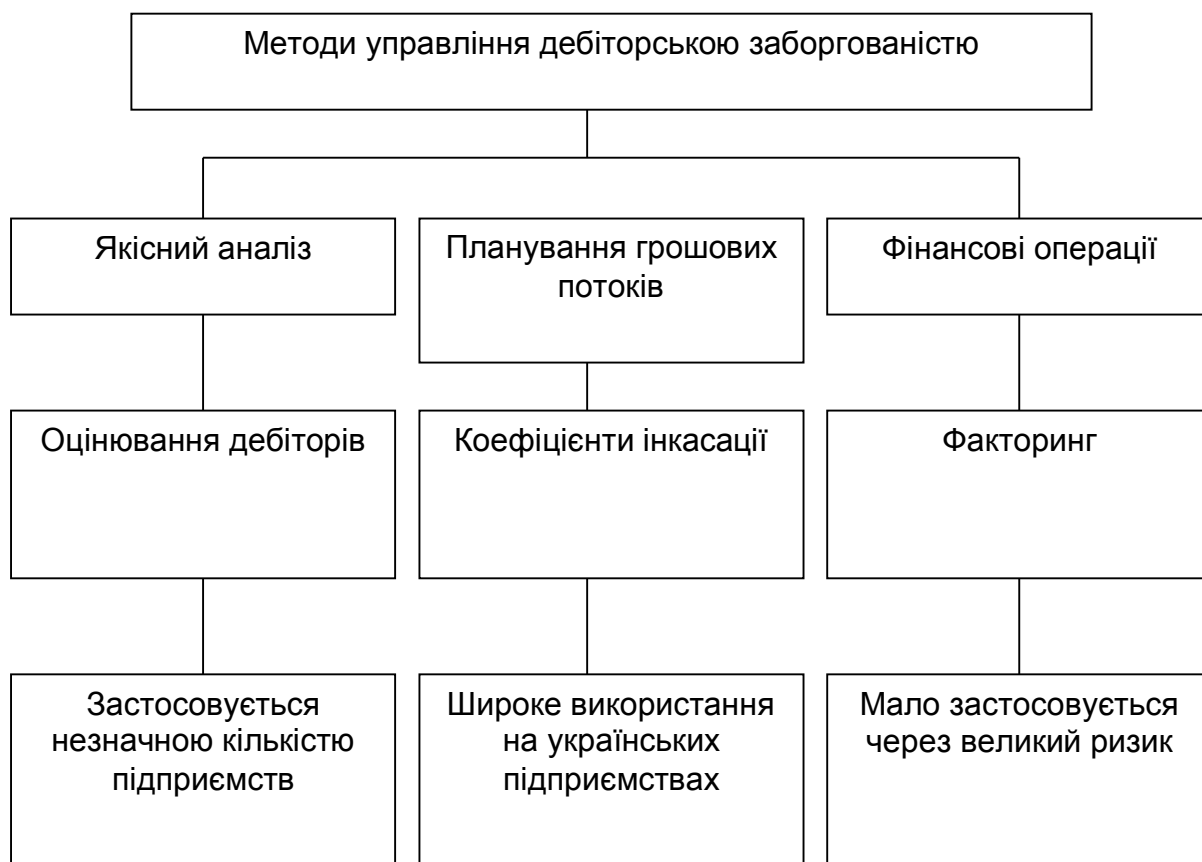 Методи управління дебіторською заборгованістю
Якісний аналіз
Планування грошових
потоків
Фінансові операції
Оцінювання дебіторів
Коефіцієнти інкасації
Факторинг
Застосовується
незначною кількістю
підприємств
Широке використання
на українських
підприємствах
Мало застосовується
через великий ризик